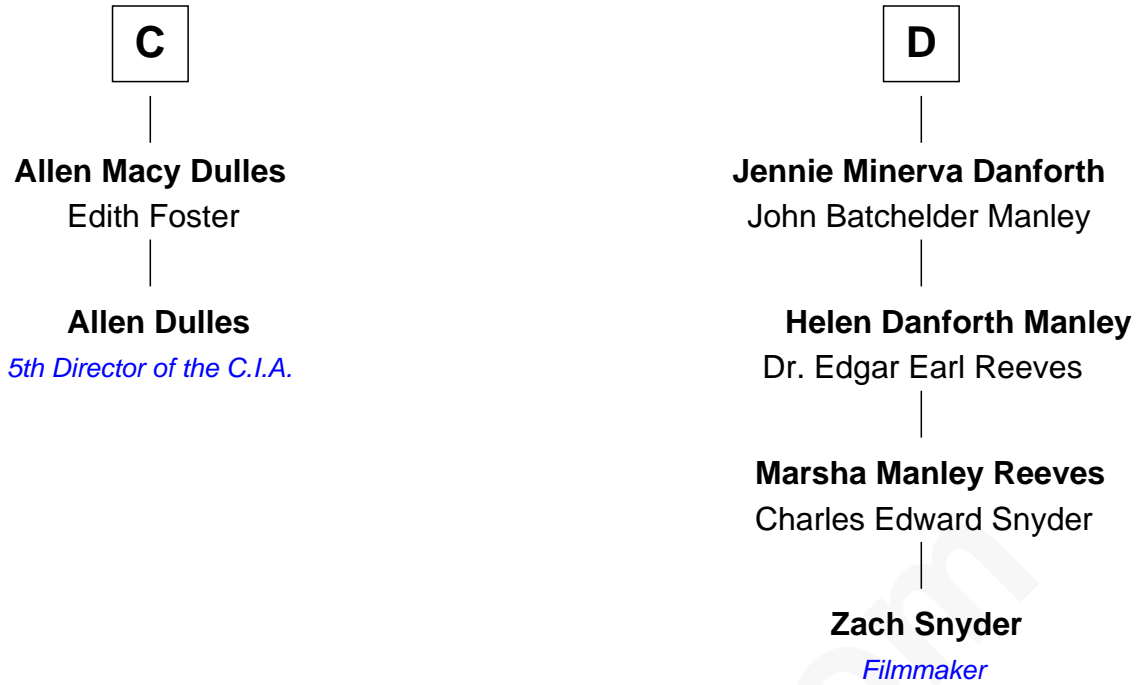 C
Allen Macy Dulles
Edith Foster
Allen Dulles
5th Director of the C.I.A.
D
Jennie Minerva Danforth
John Batchelder Manley
Helen Danforth Manley
Dr. Edgar Earl Reeves
Marsha Manley Reeves
Charles Edward Snyder
Zach Snyder
Filmmaker